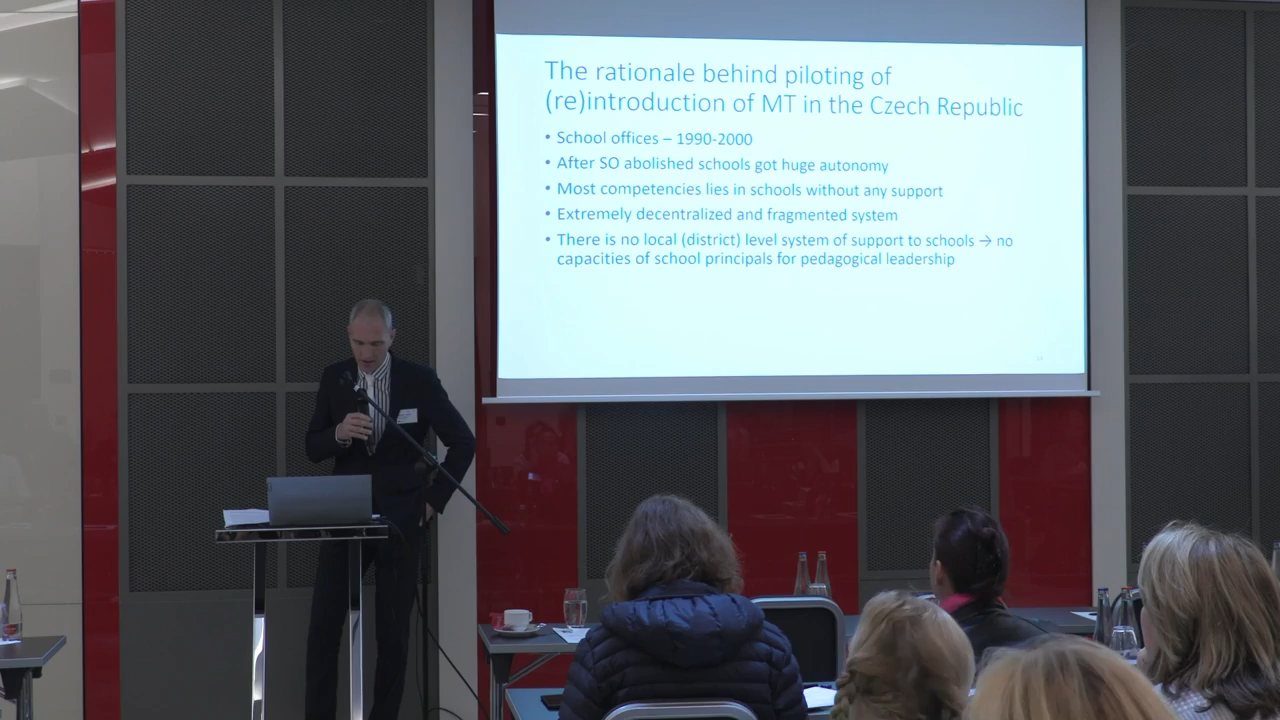 The rationale behind piloting of
(re)introduction of MT in the Czech Republic
• School offices – 1990-2000
• After SO abolished schools got huge autonomy
• Most competencies lies in schools without any support
• Extremely decentralized and fragmented system
• There is no local (district) level system of support to schools → no
capacities of school principals for pedagogical leadership